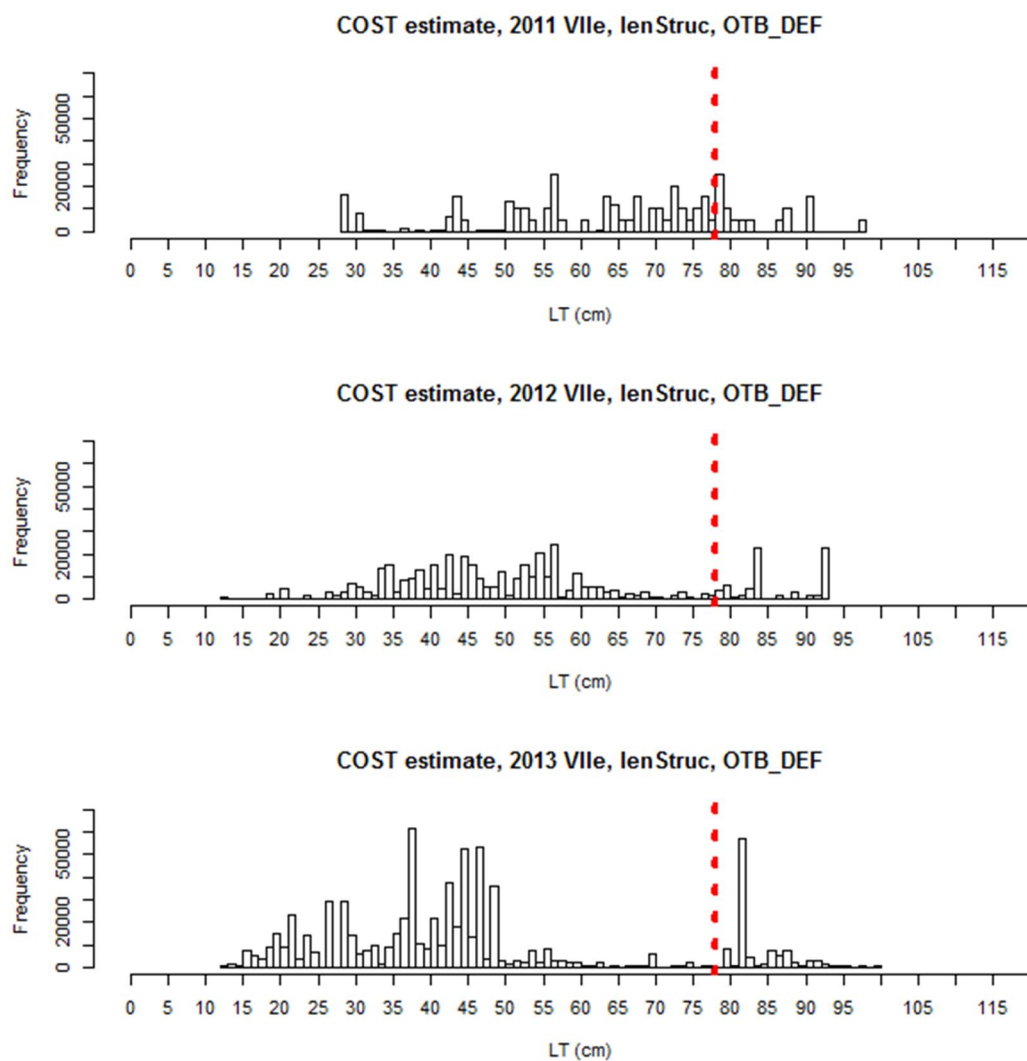 COST estimate, 2011 VIIe, lenStruc, OTB_DEF
Frequency
0 20000 50000
0 5 10 15 20 25 30 35 40 45 50 55 60 65 70 75 80 85 90 95 105 115
LT (cm)
COST estimate, 2012 VIIe, lenStruc, OTB_DEF
Frequency
0 20000 50000
0 5 10 15 20 25 30 35 40 45 50 55 60 65 70 75 80 85 90 95 105 115
LT (cm)
COST estimate, 2013 VIIe, lenStruc, OTB_DEF
Frequency
0 20000 50000
0 5 10 15 20 25 30 35 40 45 50 55 60 65 70 75 80 85 90 95 105 115
LT (cm)